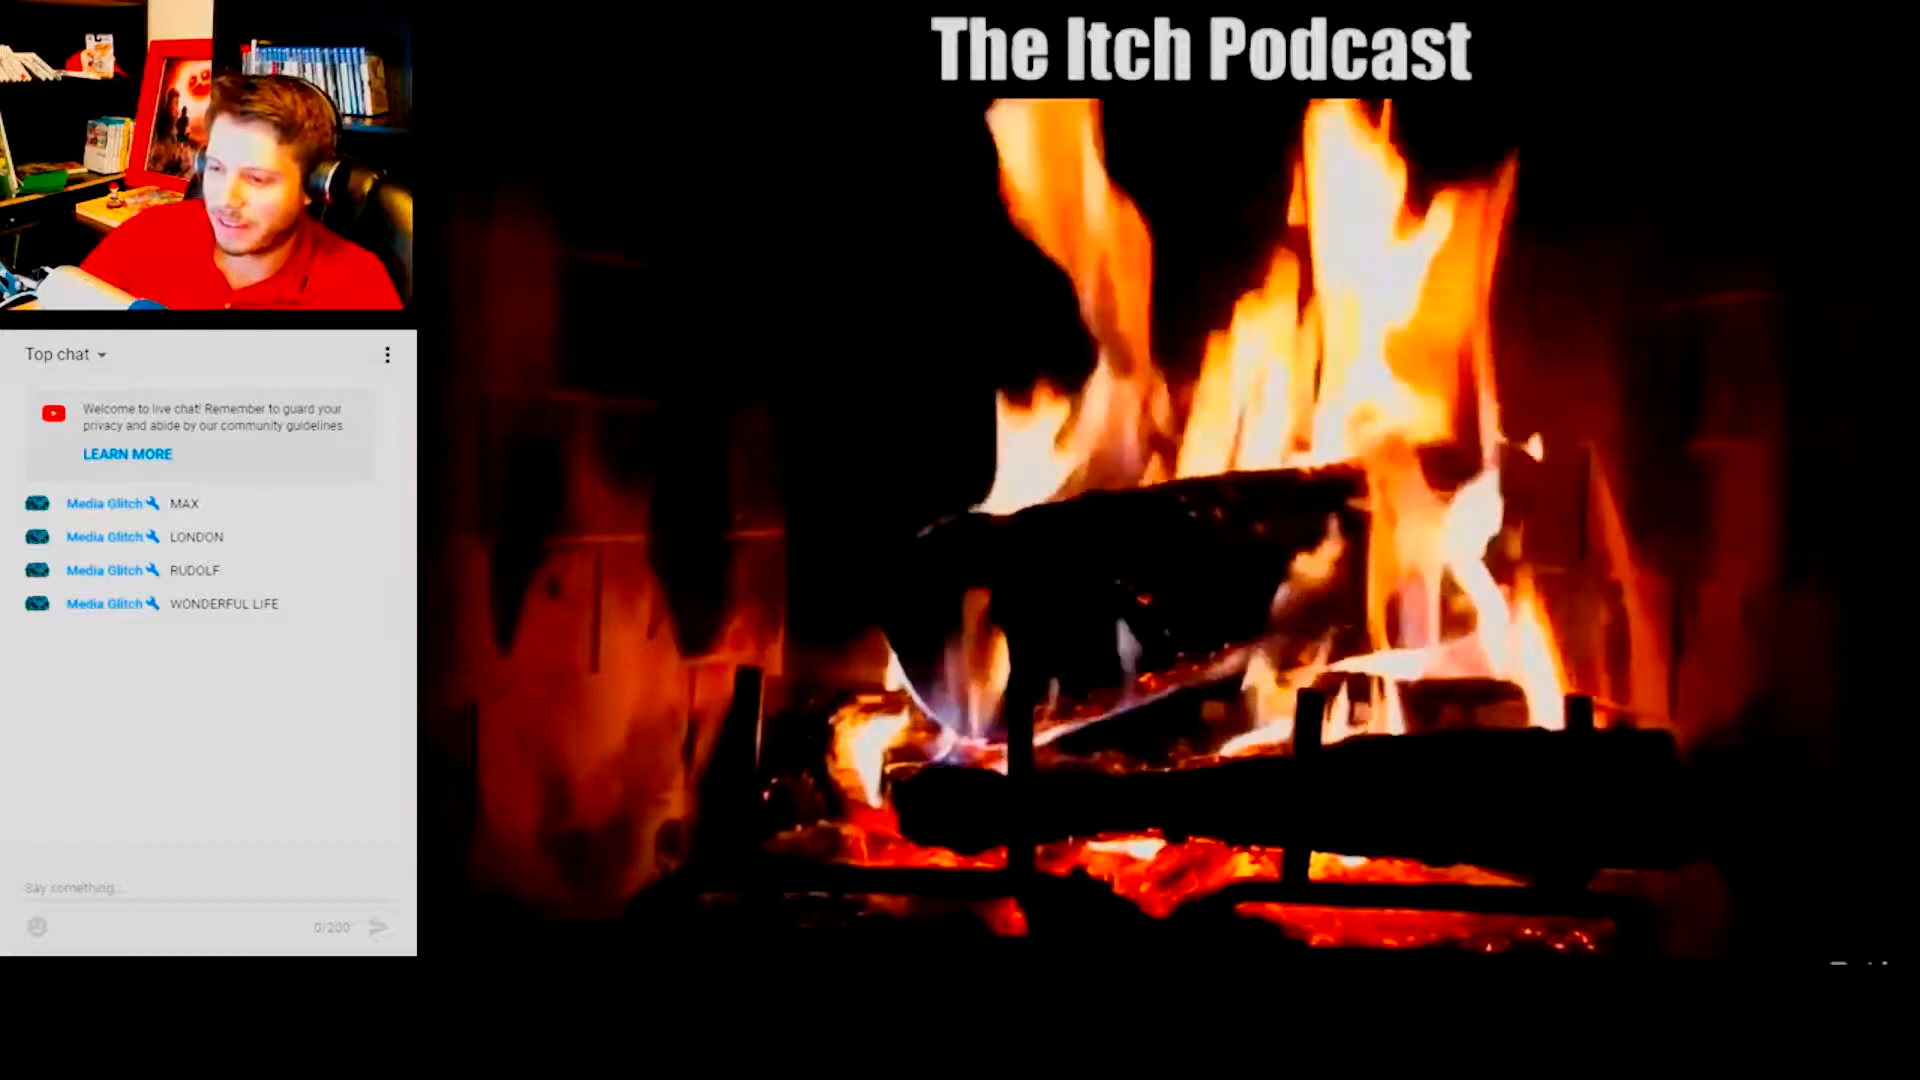 The Itch Podcast
Top chat
Welcome to live chat! Remember to guard your
privacy and abide by our community guidelines.
LEARN MORE
Media Glitch MAX
Media Glitch LONDON
Media Glitch RUDOLF
Media Glitch WONDERFUL LIFE
Say something...
0/200